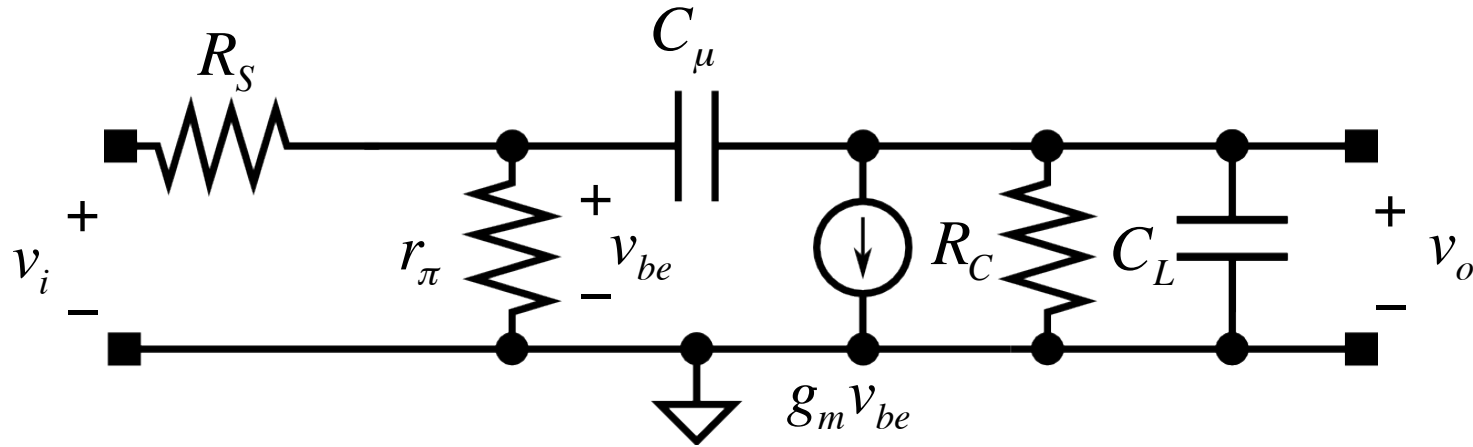 C_μ
R_S
+
+
+
v_i
r_π
v_be
R_C
C_L
v_o
−
−
−
g_m v_be